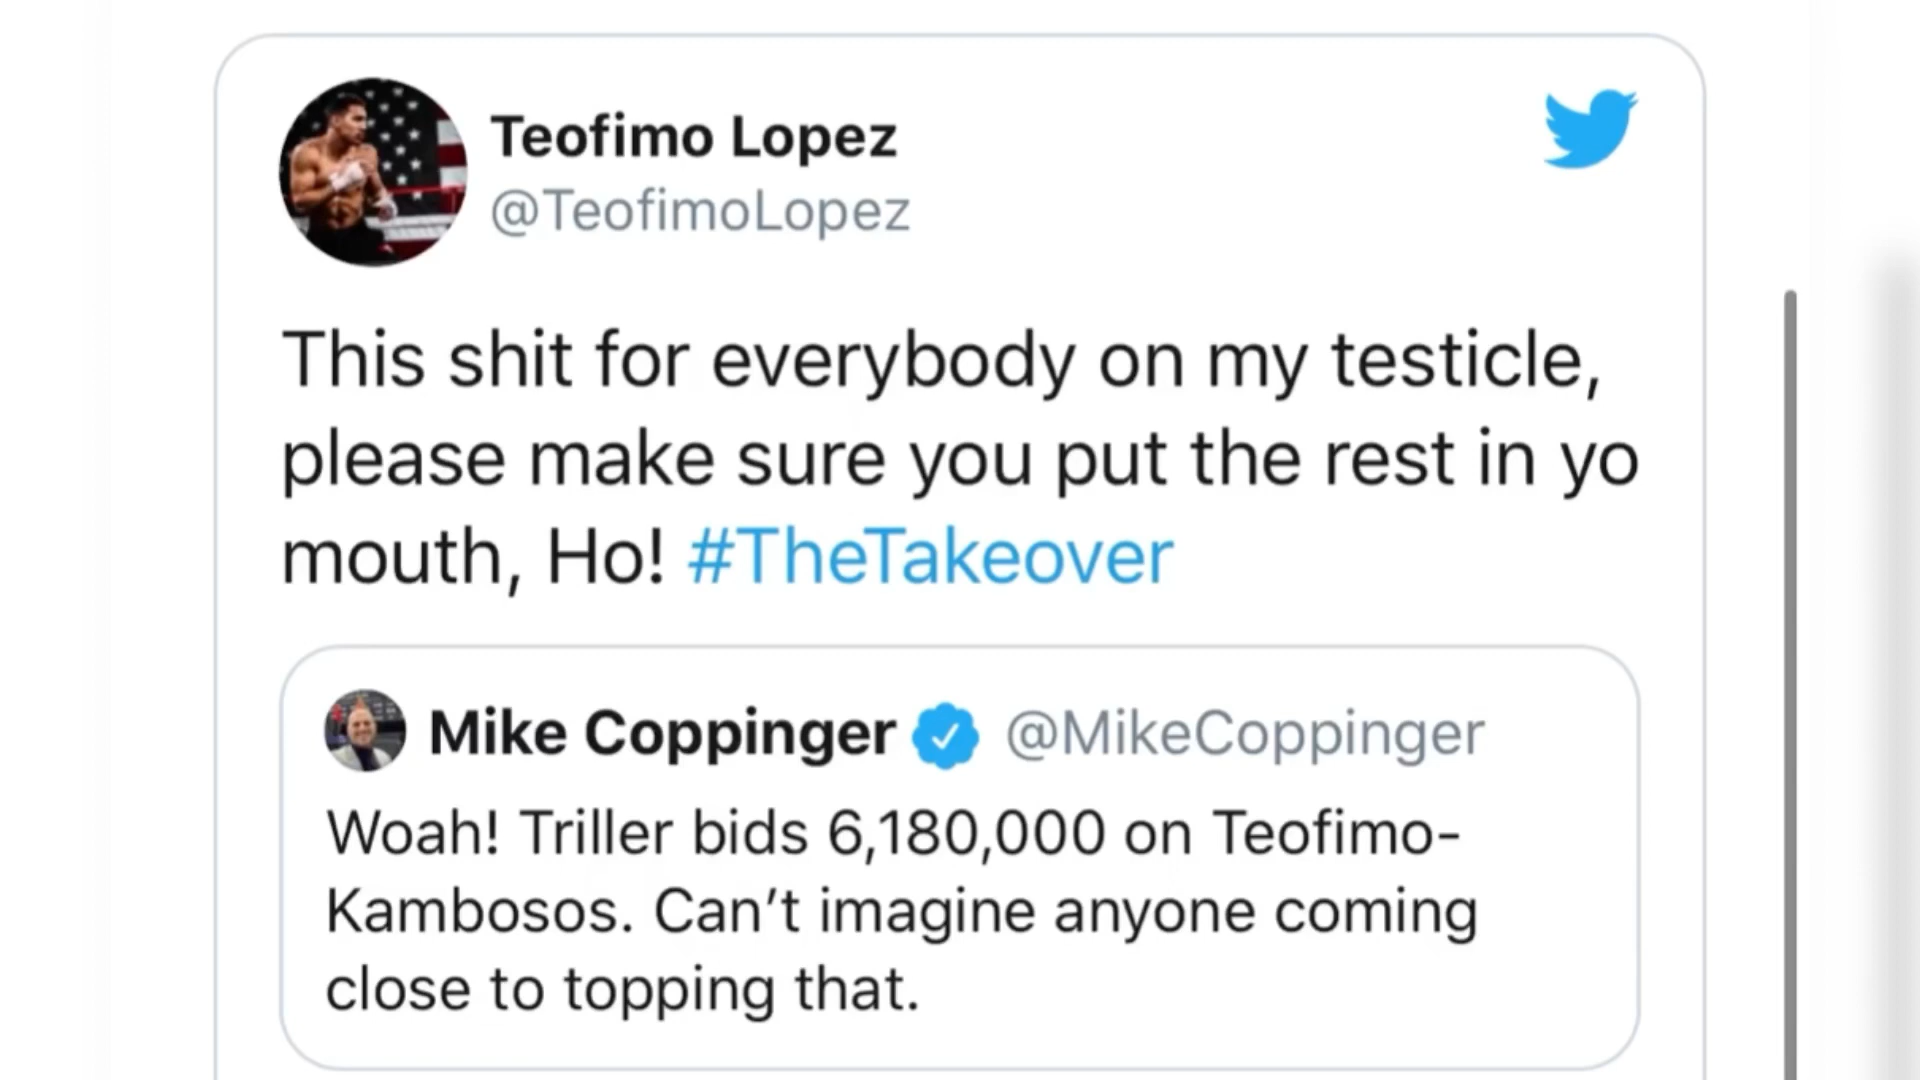 Teofimo Lopez
@TeofimoLopez
This shit for everybody on my testicle,
please make sure you put the rest in yo
mouth, Ho! #TheTakeover
Mike Coppinger @MikeCoppinger
Woah! Triller bids 6,180,000 on Teofimo-
Kambosos. Can’t imagine anyone coming
close to topping that.